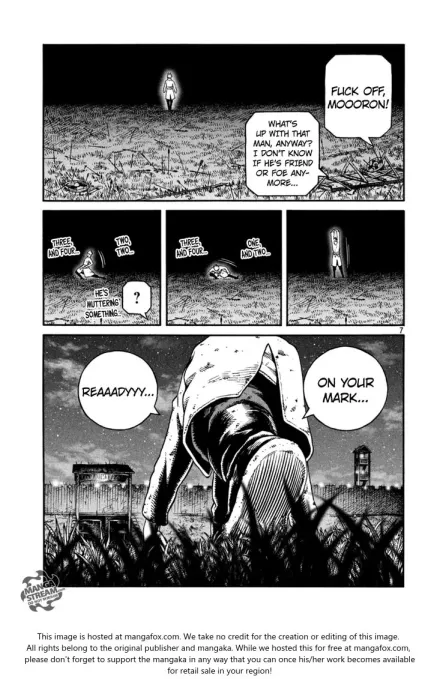 FUCK OFF,
MOOORON!
WHAT'S
UP WITH THAT
MAN, ANYWAY?
I DON'T KNOW
IF HE'S FRIEND
OR FOE ANY-
MORE...
THREE,
AND FOUR...
TWO,
TWO...
HE'S
MUTTERING
SOMETHING...
?
THREE,
AND FOUR...
ONE,
AND TWO...
7
REAAADYYY...
ON YOUR
MARK...
MANGA
STREAM
This image is hosted at mangafox.com. We take no credit for the creation or editing of this image.
All rights belong to the original publisher and mangaka. While we hosted this for free at mangafox.com,
please don't forget to support the mangaka in any way that you can once his/her work becomes available
for retail sale in your region!